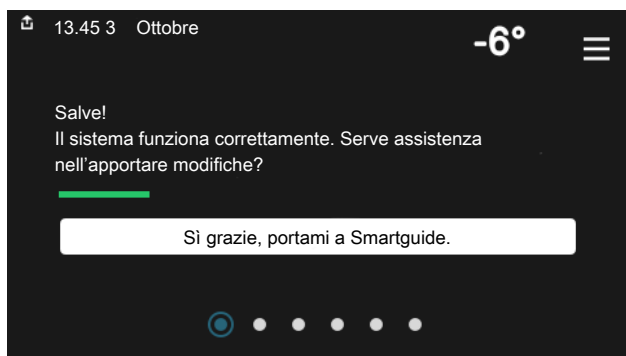 13.45 3 Ottobre
-6°
Salve!
Il sistema funziona correttamente. Serve assistenza
nell'apportare modifiche?
Sì grazie, portami a Smartguide.